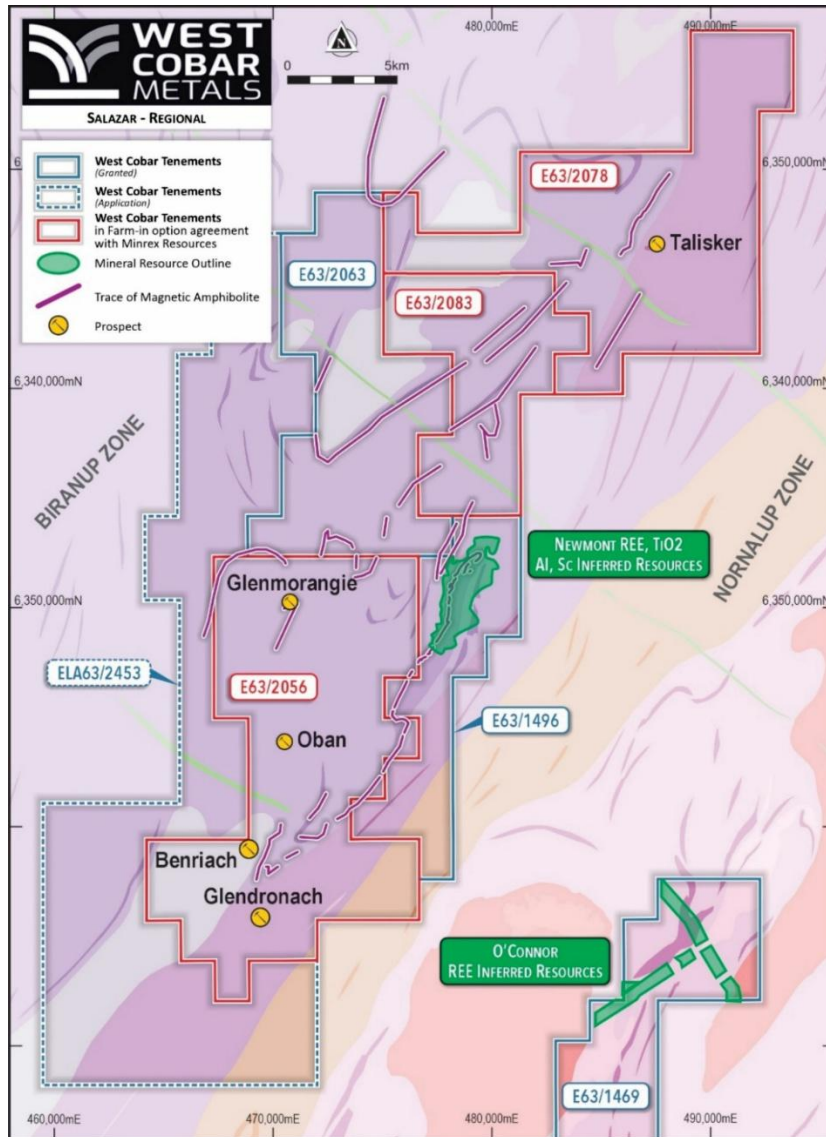 480,000mE
490,000mE
WEST
COBAR
METALS
SALAZAR - REGIONAL
N
0
5km
West Cobar Tenements
(Granted)
West Cobar Tenements
(Application)
West Cobar Tenements
in Farm-in option agreement
with Minrex Resources
Mineral Resource Outline
Trace of Magnetic Amphibolite
Prospect
6,350,000mN
E63/2078
Talisker
E63/2063
E63/2083
6,340,000mN
6,340,000mN
BIRANUP ZONE
NORNALUP ZONE
NEWMONT REE, TIO2
AL, SC INFERRED RESOURCES
Glenmorangie
6,350,000mN
6,350,000mN
ELA63/2453
E63/2056
E63/1496
Oban
Benriach
Glendronach
O'CONNOR
REE INFERRED RESOURCES
E63/1469
460,000mE
470,000mE
480,000mE
490,000mE